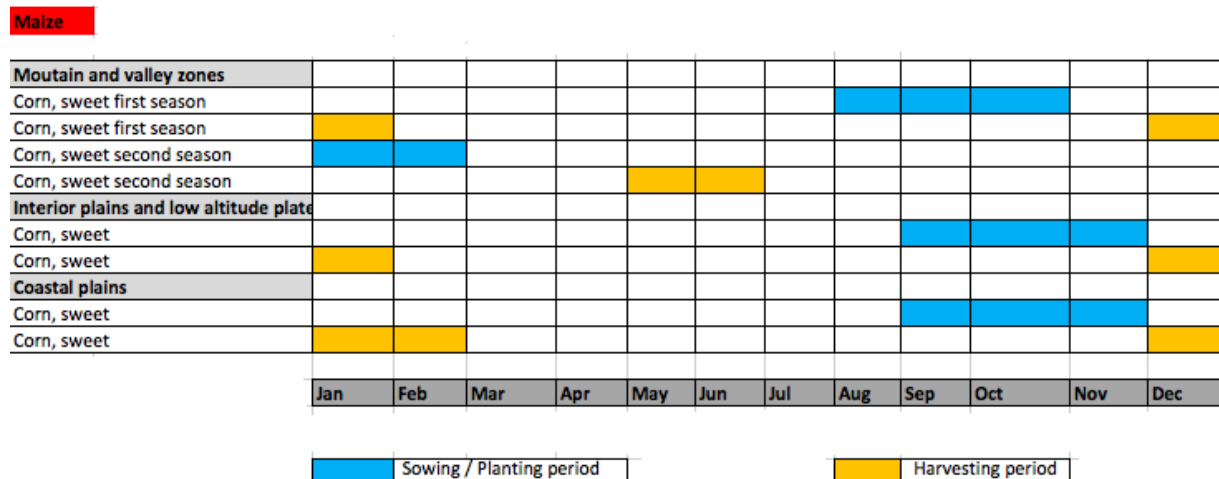 Maize
Moutain and valley zones
Corn, sweet first season
Corn, sweet first season
Corn, sweet second season
Corn, sweet second season
Interior plains and low altitude plate
Corn, sweet
Corn, sweet
Coastal plains
Corn, sweet
Corn, sweet
Jan Feb Mar Apr May Jun Jul Aug Sep Oct Nov Dec
Sowing / Planting period Harvesting period